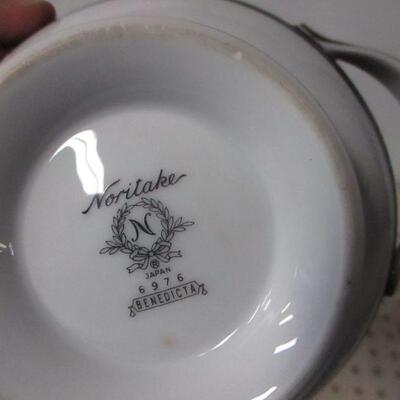 Noritake
N
®
JAPAN
6976
BENEDICTA